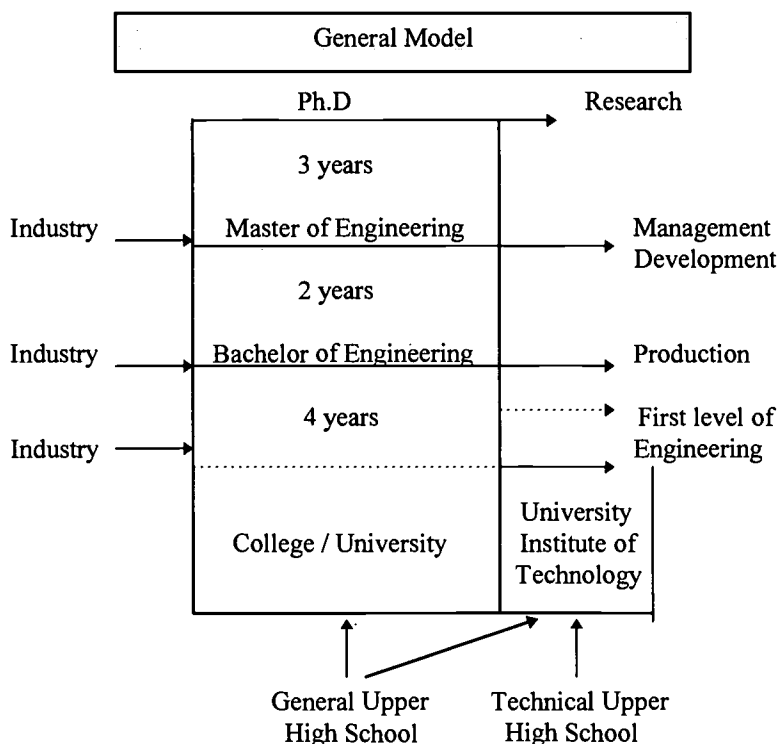 General Model
Ph.D
Research
3 years
Industry
Master of Engineering
Management
Development
2 years
Industry
Bachelor of Engineering
Production
4 years
First level of
Engineering
Industry
College / University
University
Institute of
Technology
General Upper
High School
Technical Upper
High School